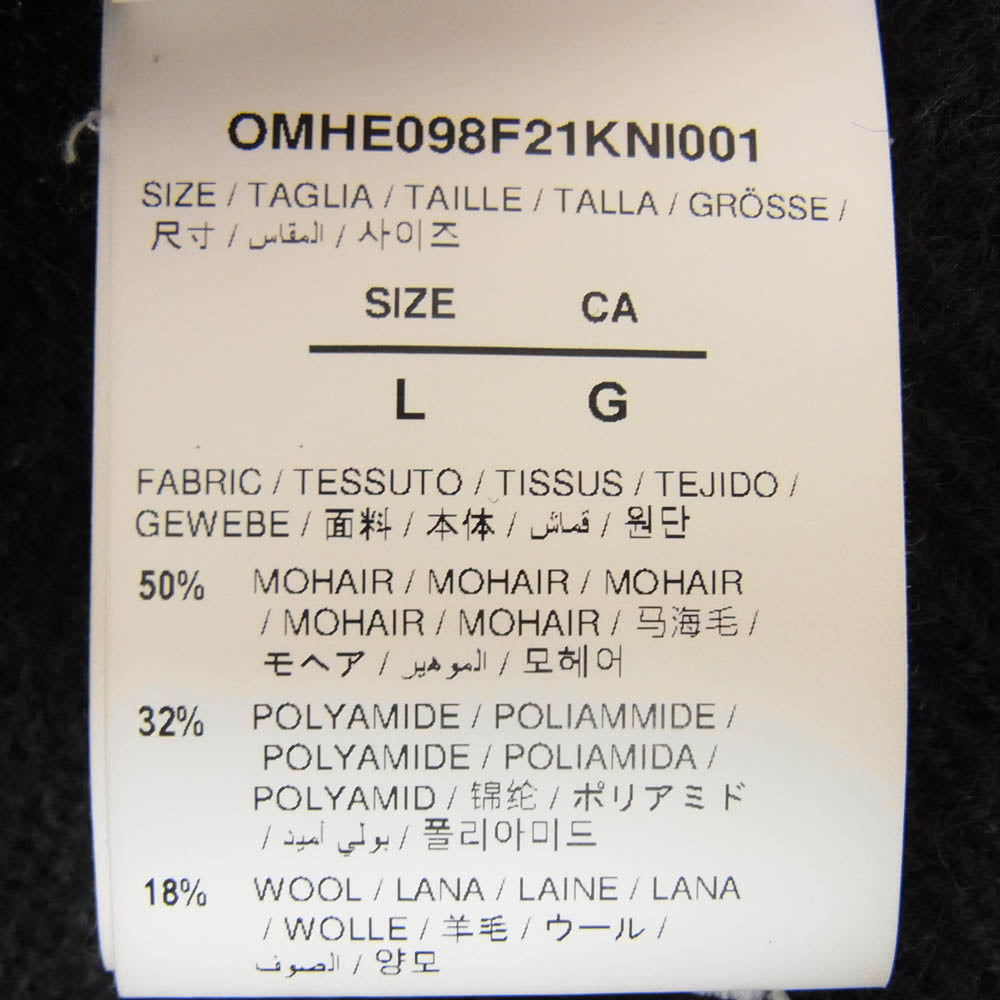 OMHE098F21KNI001
SIZE / TAGLIA / TAILLE / TALLA / GRÖSSE /
尺寸 / المقاس / 사이즈
SIZE CA
L G
FABRIC / TESSUTO / TISSUS / TEJIDO /
GEWEBE / 面料 / 本体 / قماش / 원단
50% MOHAIR / MOHAIR / MOHAIR
/ MOHAIR / MOHAIR / 马海毛 /
モヘア / الموهير / 모헤어
32% POLYAMIDE / POLIAMMIDE /
POLYAMIDE / POLIAMIDA /
POLYAMID / 锦纶 / ポリアミド
/ بولي أميد / 폴리아미드
18% WOOL / LANA / LAINE / LANA
/ WOLLE / 羊毛 / ウール /
الصوف / 양모